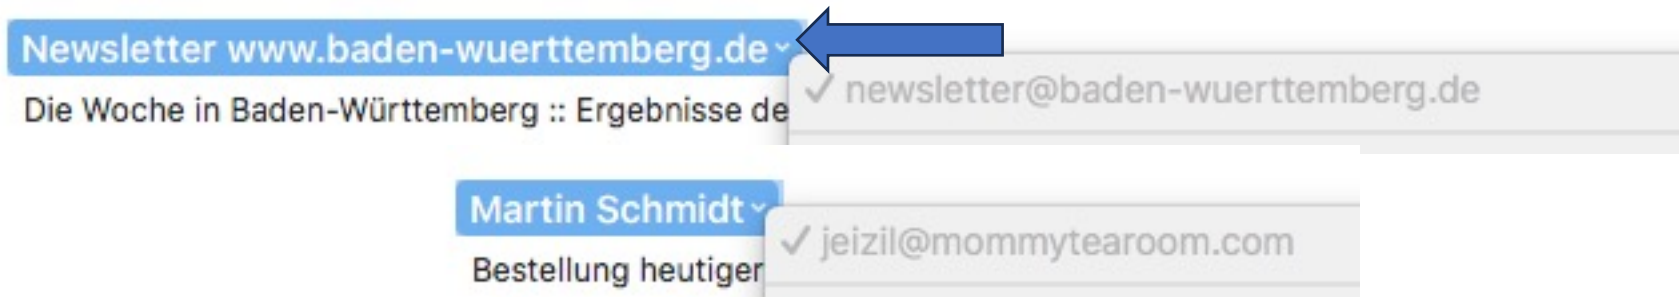 Newsletter www.baden-wuerttemberg.de
newsletter@baden-wuerttemberg.de
Die Woche in Baden-Württemberg :: Ergebnisse de
Martin Schmidt
jeizil@mommytearoom.com
Bestellung heutiger